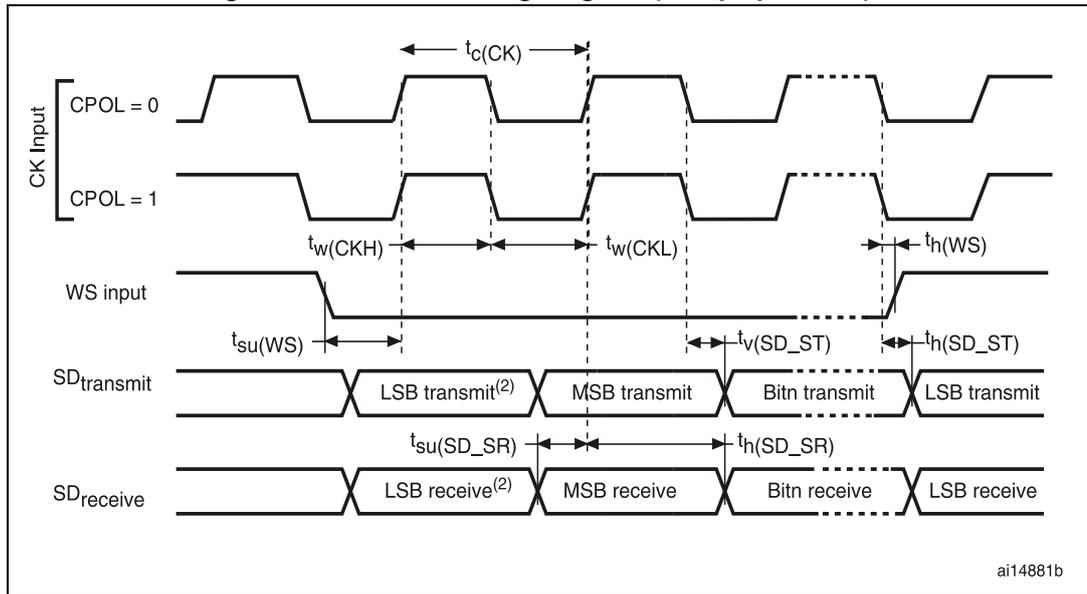 tc(CK)
CK Input
CPOL = 0
CPOL = 1
tw(CKH)
tw(CKL)
th(WS)
WS input
tsu(WS)
tv(SD_ST)
th(SD_ST)
SDtransmit
LSB transmit(2)
MSB transmit
Bitn transmit
LSB transmit
tsu(SD_SR)
th(SD_SR)
SDreceive
LSB receive(2)
MSB receive
Bitn receive
LSB receive
ai14881b